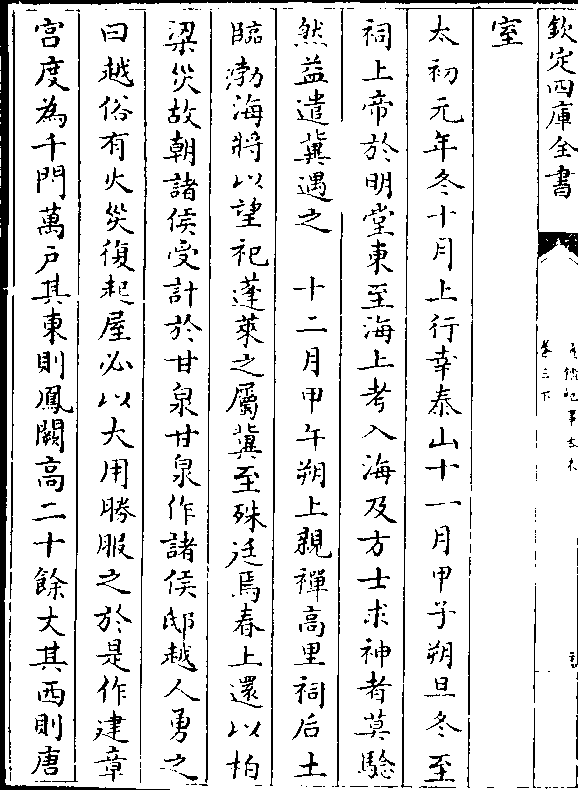 欽定四庫全書
卷三下
室
太初元年冬十月上行幸泰山十一月甲子朔旦冬至
祠上帝於明堂東至海上考入海及方士求神者莫驗
然益遣冀遇之　十二月甲午朔上親禪高里祠后土
臨渤海將以望祀蓬萊之屬冀至殊廷焉春上還以柏
梁災故朝諸侯受計於甘泉甘泉作諸侯邸越人勇之
曰越俗有火災復起屋必以大用勝服之於是作建章
宫度為千門萬户其東則鳳闕高二十餘丈其西則唐